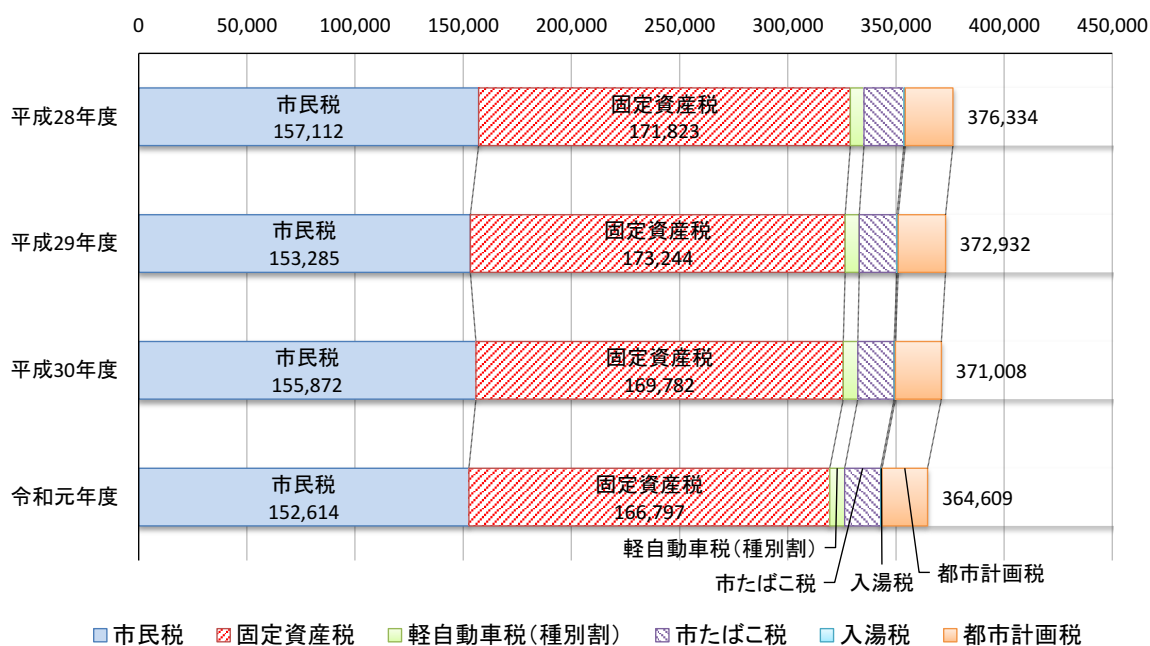 0 50,000 100,000 150,000 200,000 250,000 300,000 350,000 400,000 450,000
平成28年度
市民税
157,112
固定資産税
171,823
376,334
平成29年度
市民税
153,285
固定資産税
173,244
372,932
平成30年度
市民税
155,872
固定資産税
169,782
371,008
令和元年度
市民税
152,614
固定資産税
166,797
364,609
軽自動車税(種別割)
市たばこ税
入湯税
都市計画税
市民税 固定資産税 軽自動車税(種別割) 市たばこ税 入湯税 都市計画税